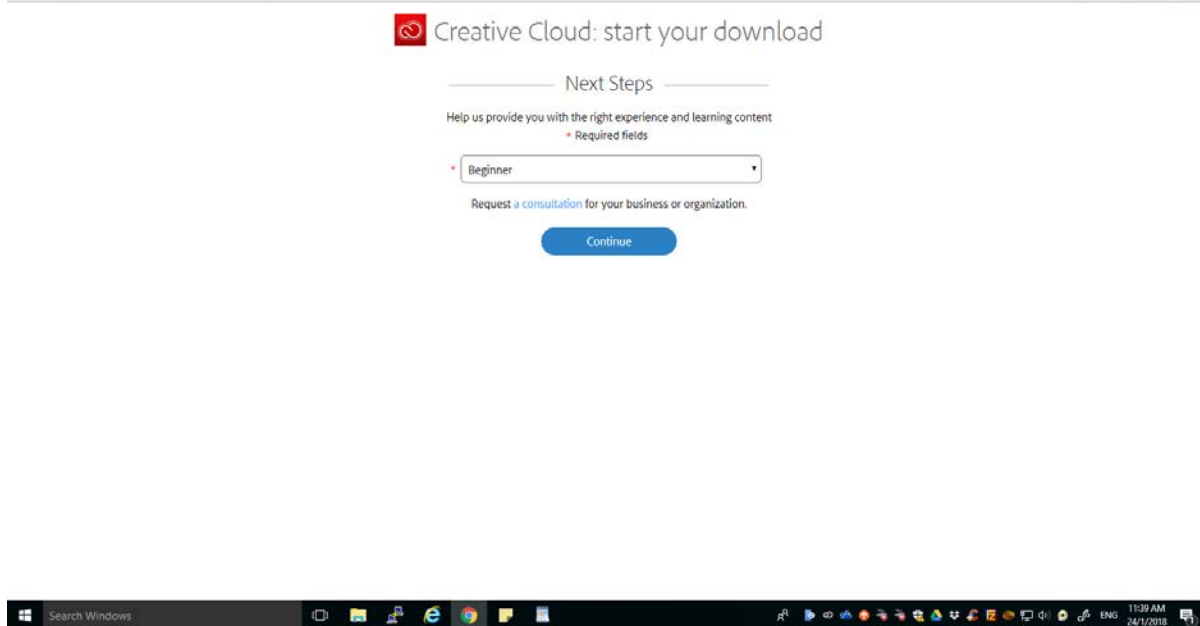 Creative Cloud: start your download
Next Steps
Help us provide you with the right experience and learning content
* Required fields
* Beginner
Request a consultation for your business or organization.
Continue
Search Windows
ENG
11:39 AM
24/1/2018